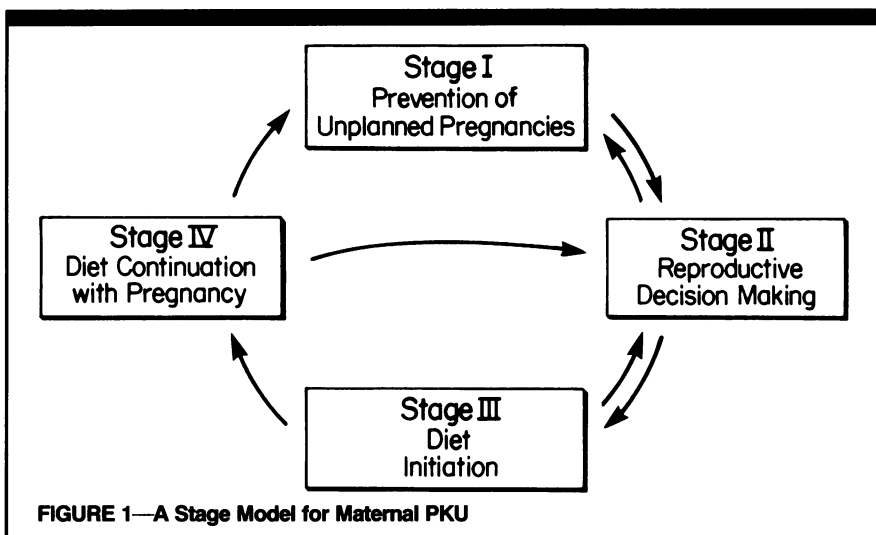 Stage I
Prevention of
Unplanned Pregnancies
Stage IV
Diet Continuation
with Pregnancy
Stage II
Reproductive
Decision Making
Stage III
Diet
Initiation
FIGURE 1—A Stage Model for Maternal PKU